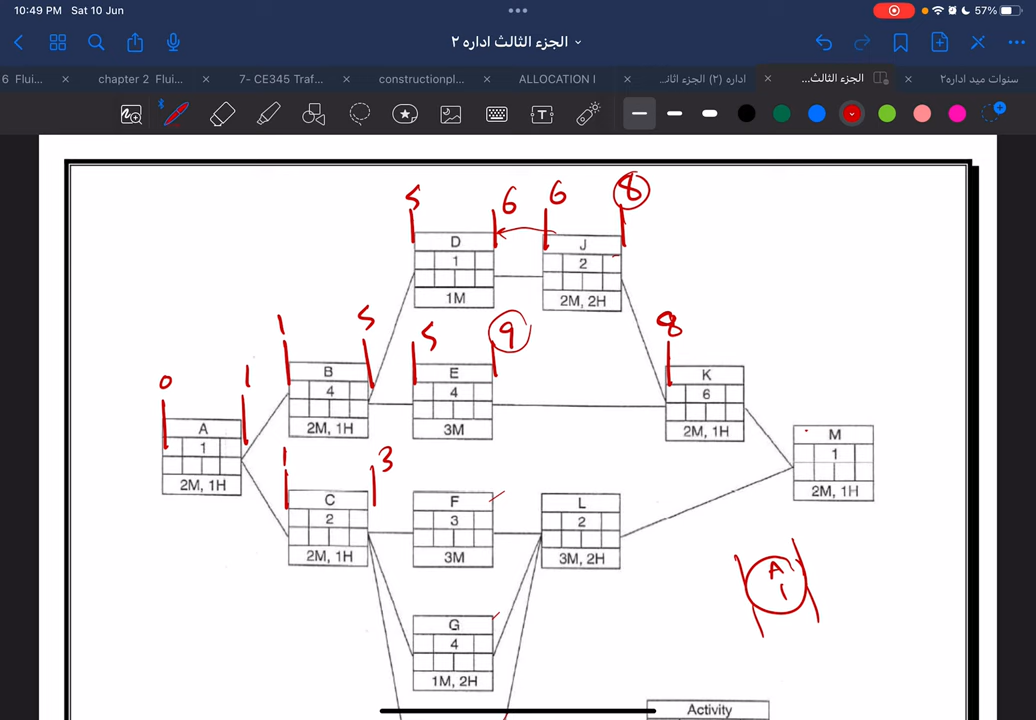 10:49 PM Sat 10 Jun
57%
الجزء الثالث اداره ٢
6 Flui...
chapter 2 Flui...
7- CE345 Traf...
constructionpl...
ALLOCATION I
اداره (٢) الجزء اثانـ...
الجزء الثالث...
سنوات ميد اداره٢
5
6
6
8
D
1
1M
J
2
2M, 2H
1
5
5
9
8
B
4
2M, 1H
E
4
3M
K
6
2M, 1H
0
1
A
1
2M, 1H
M
1
2M, 1H
1
3
C
2
2M, 1H
F
3
3M
L
2
3M, 2H
A
1
G
4
1M, 2H
Activity